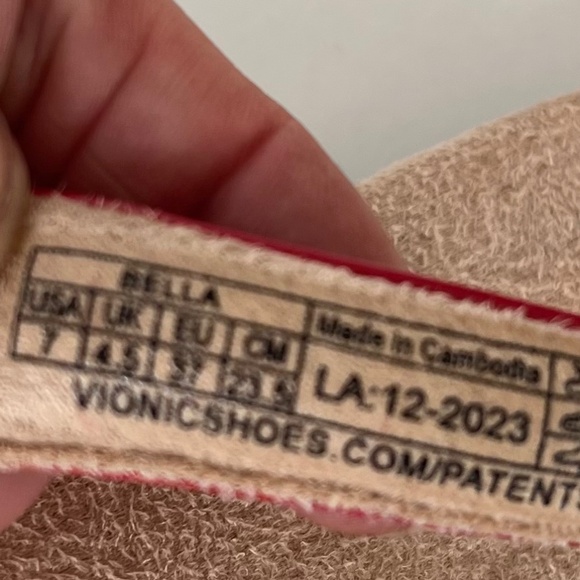 BELLA
USA UK EU CM
7 4.5 37 23.5
Made in Cambodia
LA:12-2023
VIONICSHOES.COM/PATENT